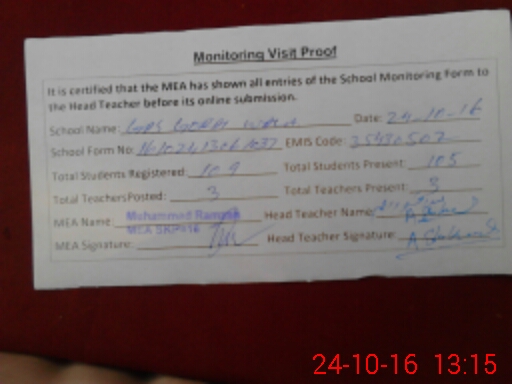 Monitoring Visit Proof
It is certified that the MEA has shown all entries of the School Monitoring Form to
the Head Teacher before its online submission.
School Name: GPS Date: 24-10-16
School Form No: EMIS Code:
Total Students Registered: 109 Total Students Present: 105
Total TeachersPosted: 3 Total Teachers Present: 3
MEA Name: Muhammad Ramzan Head Teacher Name:
MEA
MEA Signature: Head Teacher Signature:
24-10-16 13:15